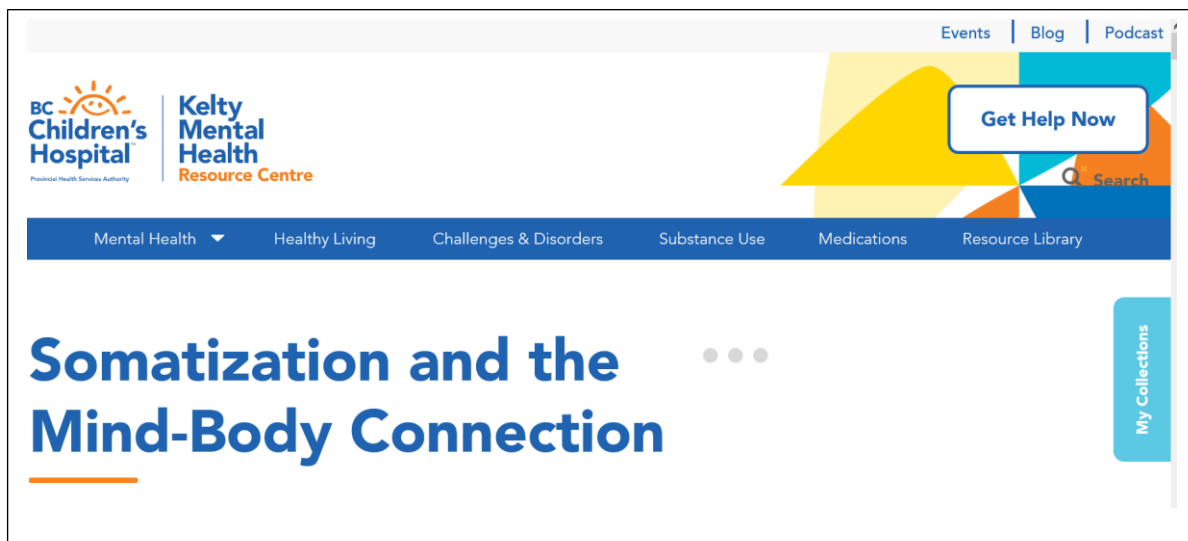 Events | Blog | Podcast
BC Children's Hospital
Provincial Health Services Authority
Kelty
Mental
Health
Resource Centre
Get Help Now
Search
Mental Health Healthy Living Challenges & Disorders Substance Use Medications Resource Library
Somatization and the
Mind-Body Connection
My Collections